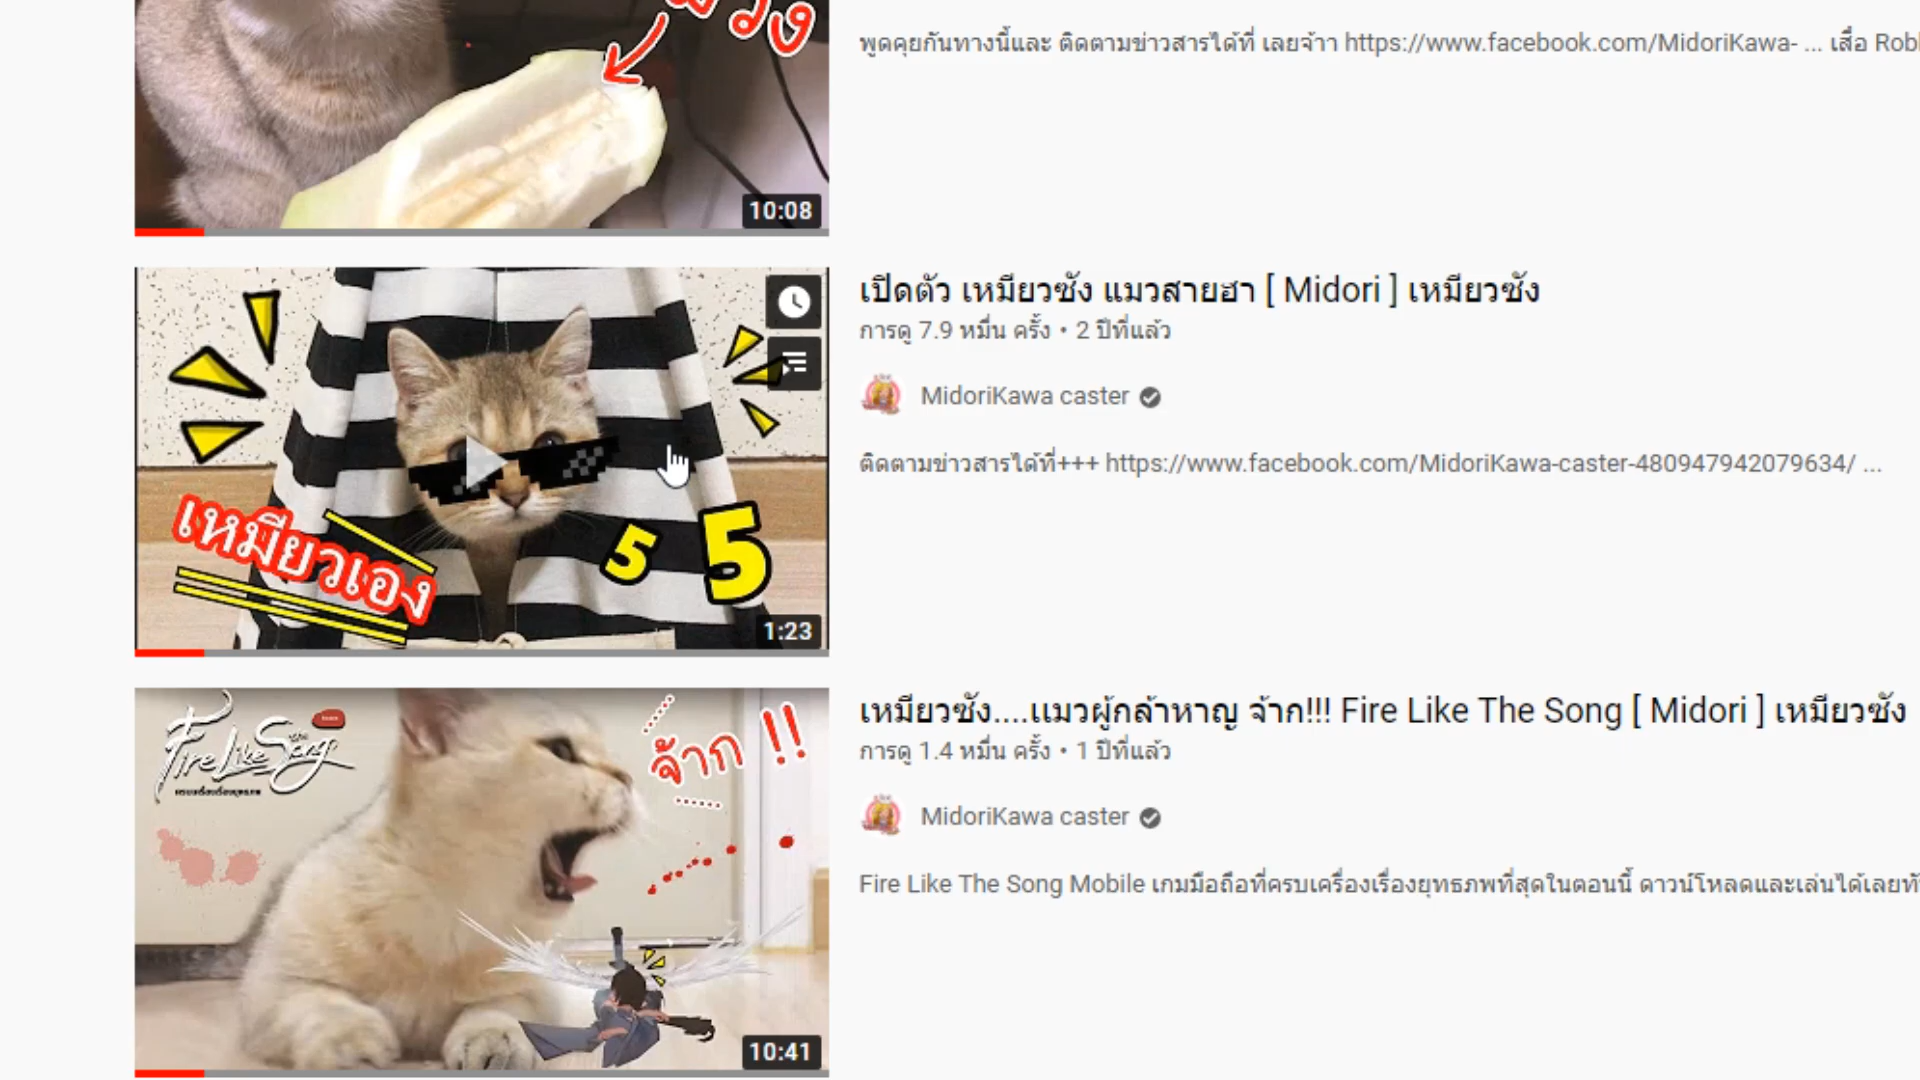 พูดคุยกันทางนี้และ ติดตามข่าวสารได้ที่ เลยจ้าา https://www.facebook.com/MidoriKawa- ... เสื้อ
10:08
เปิดตัว เหมียวซัง แมวสายฮา [ Midori ] เหมียวซัง
การดู 7.9 หมื่น ครั้ง • 2 ปีที่แล้ว
MidoriKawa caster
ติดตามข่าวสารได้ที่+++ https://www.facebook.com/MidoriKawa-caster-480947942079634/ ...
เหมียวเอง
5 5
1:23
เหมียวซัง....แมวผู้กล้าหาญ จ้าก!!! Fire Like The Song [ Midori ] เหมียวซัง
การดู 1.4 หมื่น ครั้ง • 1 ปีที่แล้ว
MidoriKawa caster
Fire Like The Song Mobile เกมมือถือที่ครบเครื่องเรื่องยุทธภพที่สุดในตอนนี้ ดาวน์โหลดและเล่นได้เลย
Fire Like the Song
จ้าก !!
10:41